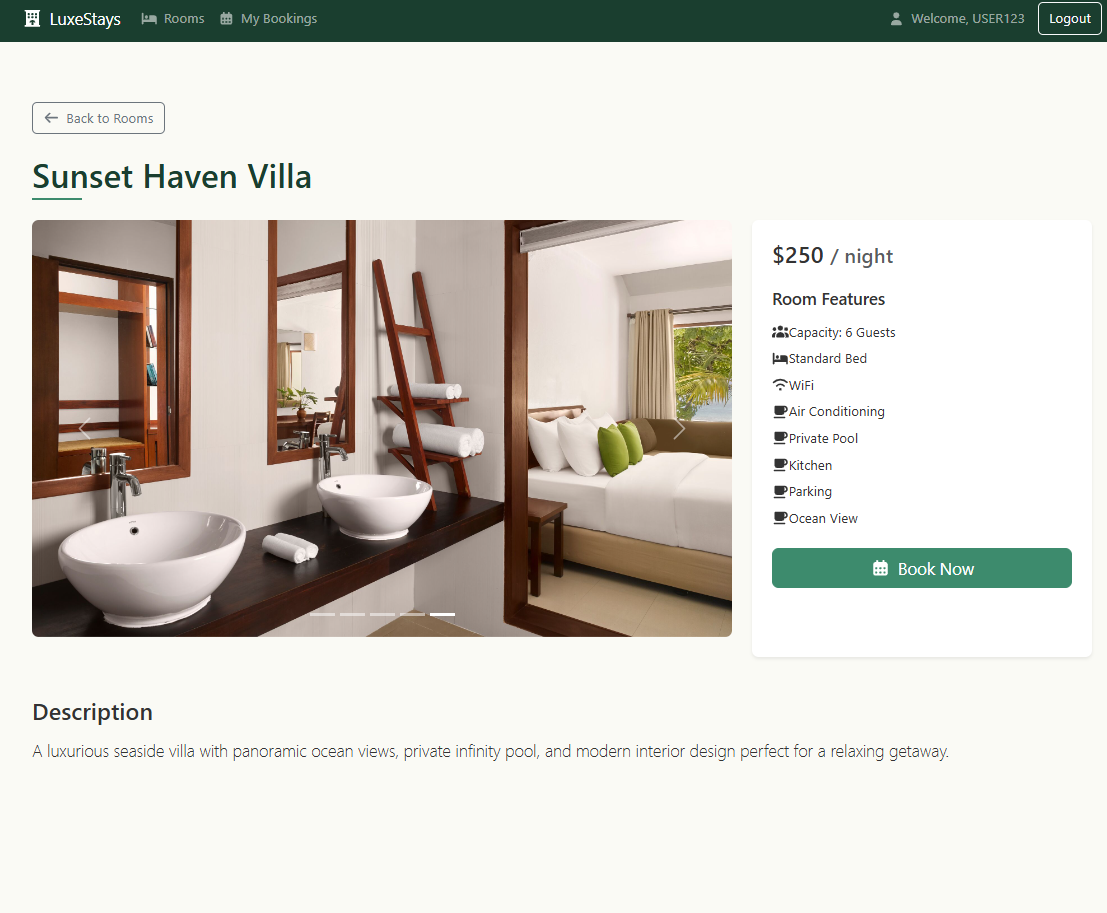 LuxeStays Rooms My Bookings Welcome, USER123 Logout
Back to Rooms
Sunset Haven Villa
$250 / night
Room Features
Capacity: 6 Guests
Standard Bed
WiFi
Air Conditioning
Private Pool
Kitchen
Parking
Ocean View
Book Now
Description
A luxurious seaside villa with panoramic ocean views, private infinity pool, and modern interior design perfect for a relaxing getaway.